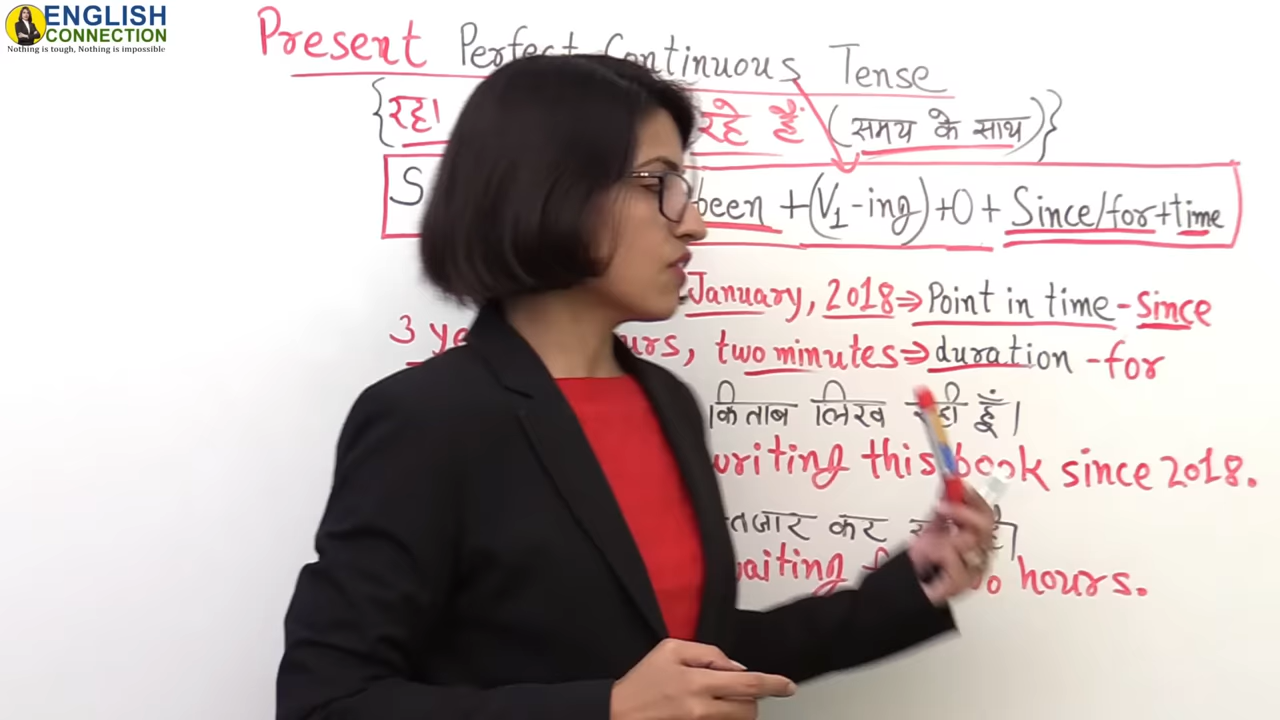 ENGLISH CONNECTION
Nothing is tough, Nothing is impossible
Present Perfect Continuous Tense
{रहा रहे हैं (समय के साथ)}
S been +(V₁-ing)+O+ Since/for+time
January, 2018⇒Point in time-Since
3 two minutes⇒duration-for
किताब लिख रही हूँ।
writing this book since 2018.
कर
waiting hours.